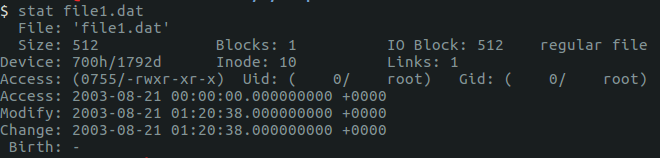 $ stat file1.dat
  File: 'file1.dat'
  Size: 512             Blocks: 1          IO Block: 512    regular file
Device: 700h/1792d      Inode: 10          Links: 1
Access: (0755/-rwxr-xr-x)  Uid: (    0/    root)   Gid: (    0/    root)
Access: 2003-08-21 00:00:00.000000000 +0000
Modify: 2003-08-21 01:20:38.000000000 +0000
Change: 2003-08-21 01:20:38.000000000 +0000
 Birth: -